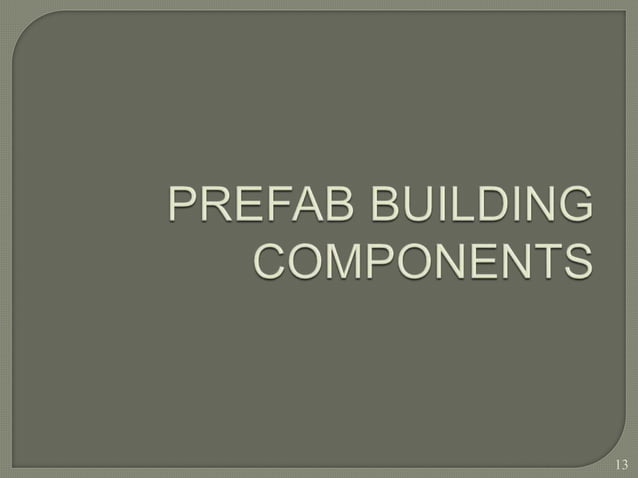 PREFAB BUILDING
COMPONENTS
13